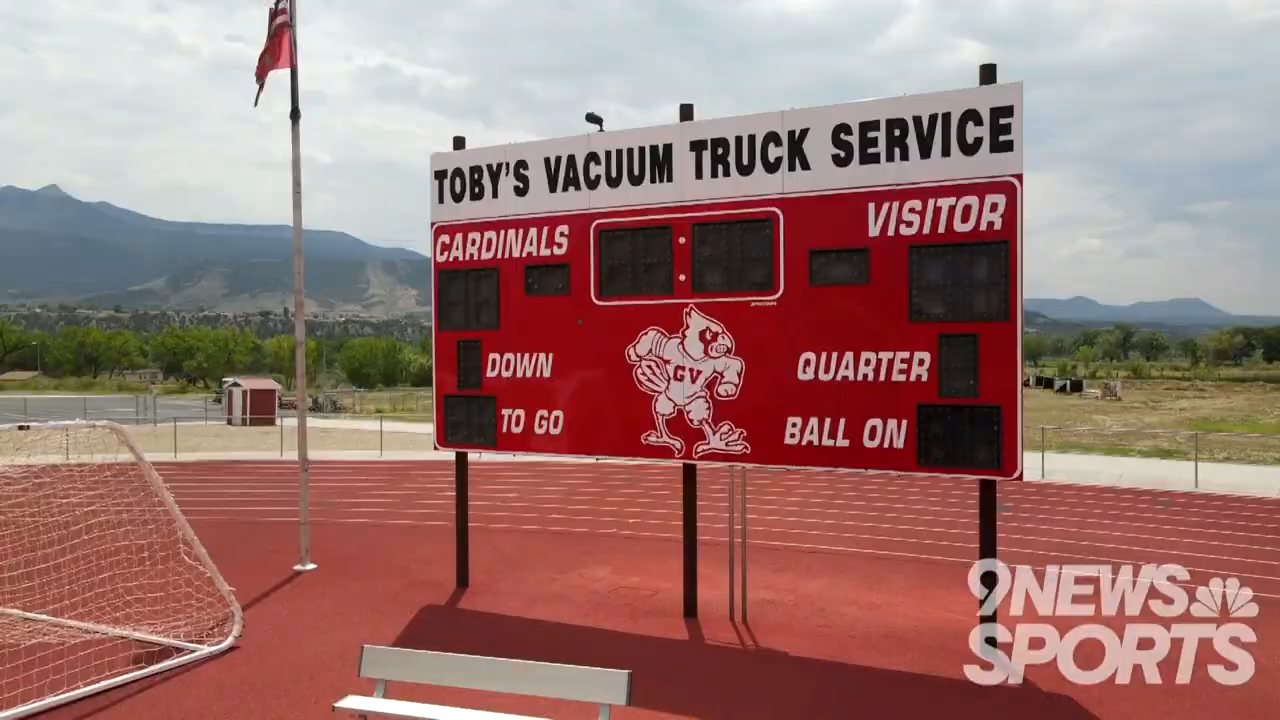 TOBY'S VACUUM TRUCK SERVICE
CARDINALS
VISITOR
DOWN
QUARTER
GV
TO GO
BALL ON
9NEWS
SPORTS